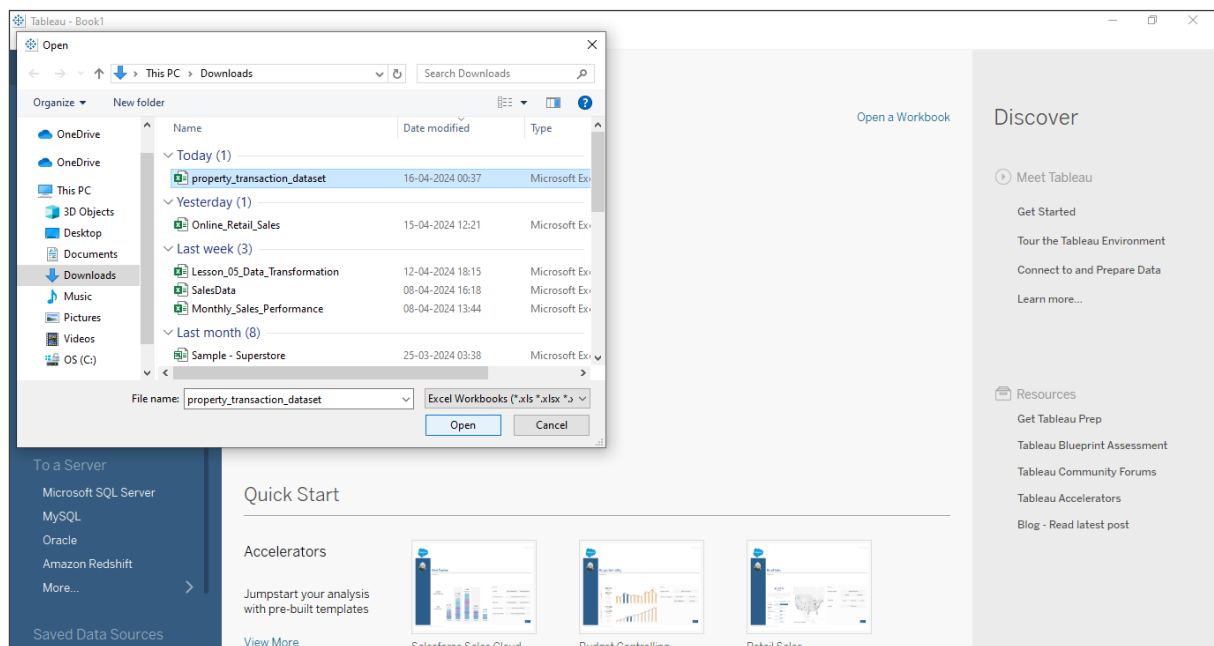 Tableau - Book1
Open
This PC › Downloads
Search Downloads
Organize
New folder
OneDrive
OneDrive
This PC
3D Objects
Desktop
Documents
Downloads
Music
Pictures
Videos
OS (C:)
Name Date modified Type
Today (1)
property_transaction_dataset 16-04-2024 00:37 Microsoft Ex
Yesterday (1)
Online_Retail_Sales 15-04-2024 12:21 Microsoft Ex
Last week (3)
Lesson_05_Data_Transformation 12-04-2024 18:15 Microsoft Ex
SalesData 08-04-2024 16:18 Microsoft Ex
Monthly_Sales_Performance 08-04-2024 13:44 Microsoft Ex
Last month (8)
Sample - Superstore 25-03-2024 03:38 Microsoft Ex
File name: property_transaction_dataset
Excel Workbooks (*.xls *.xlsx *.
Open
Cancel
To a Server
Microsoft SQL Server
MySQL
Oracle
Amazon Redshift
More...
Saved Data Sources
Open a Workbook
Quick Start
Accelerators
Jumpstart your analysis
with pre-built templates
View More
Salesforce Sales Cloud
Budget Controlling
Retail Sales
Discover
Meet Tableau
Get Started
Tour the Tableau Environment
Connect to and Prepare Data
Learn more...
Resources
Get Tableau Prep
Tableau Blueprint Assessment
Tableau Community Forums
Tableau Accelerators
Blog - Read latest post